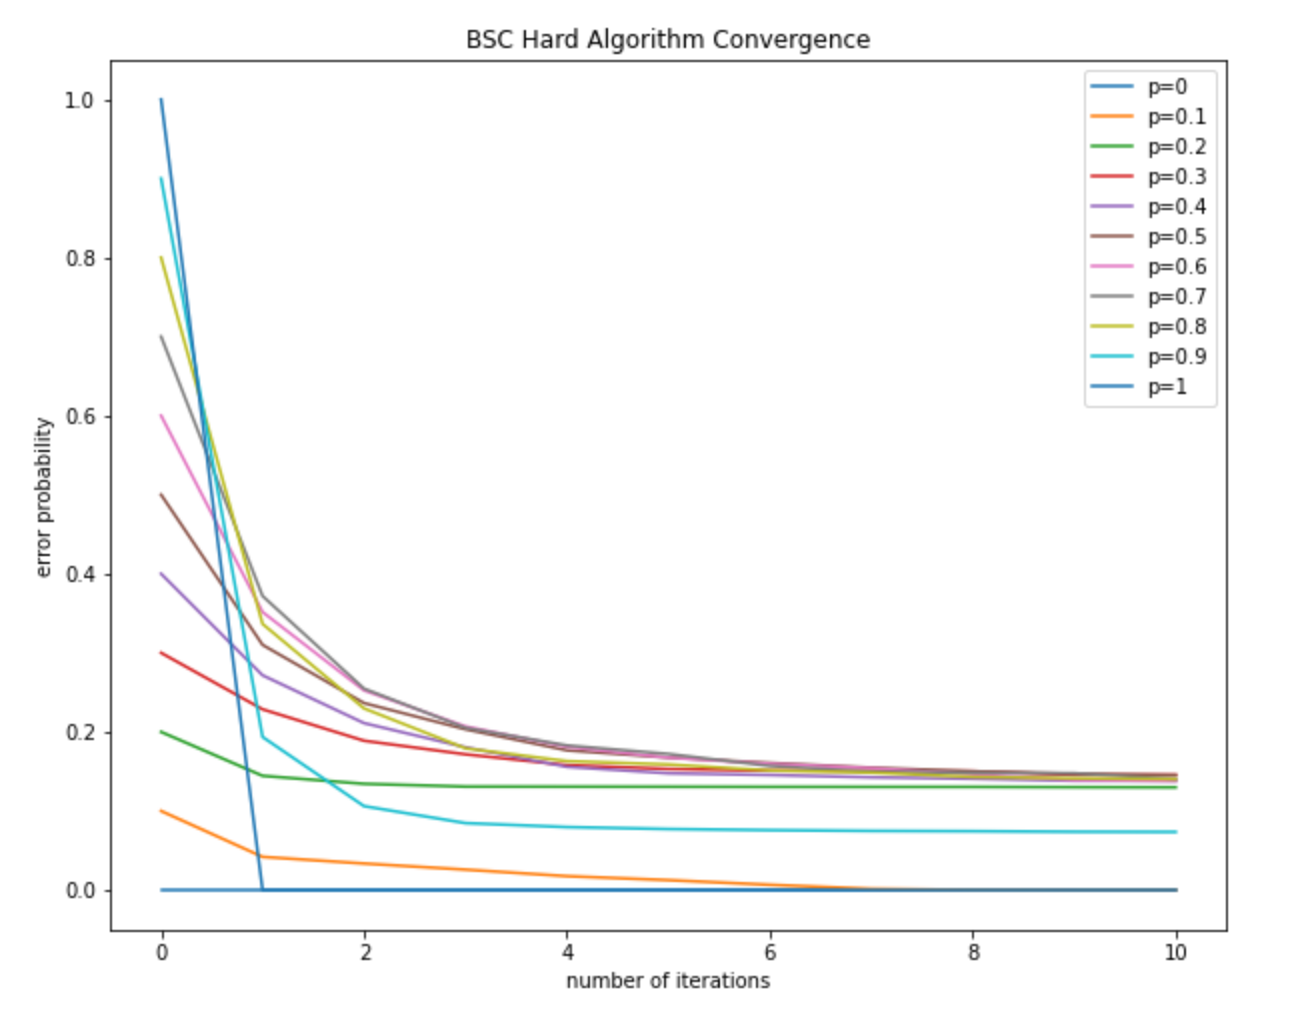 BSC Hard Algorithm Convergence
p=0
p=0.1
p=0.2
p=0.3
p=0.4
p=0.5
p=0.6
p=0.7
p=0.8
p=0.9
p=1
1.0
0.8
0.6
0.4
0.2
0.0
error probability
0 2 4 6 8 10
number of iterations